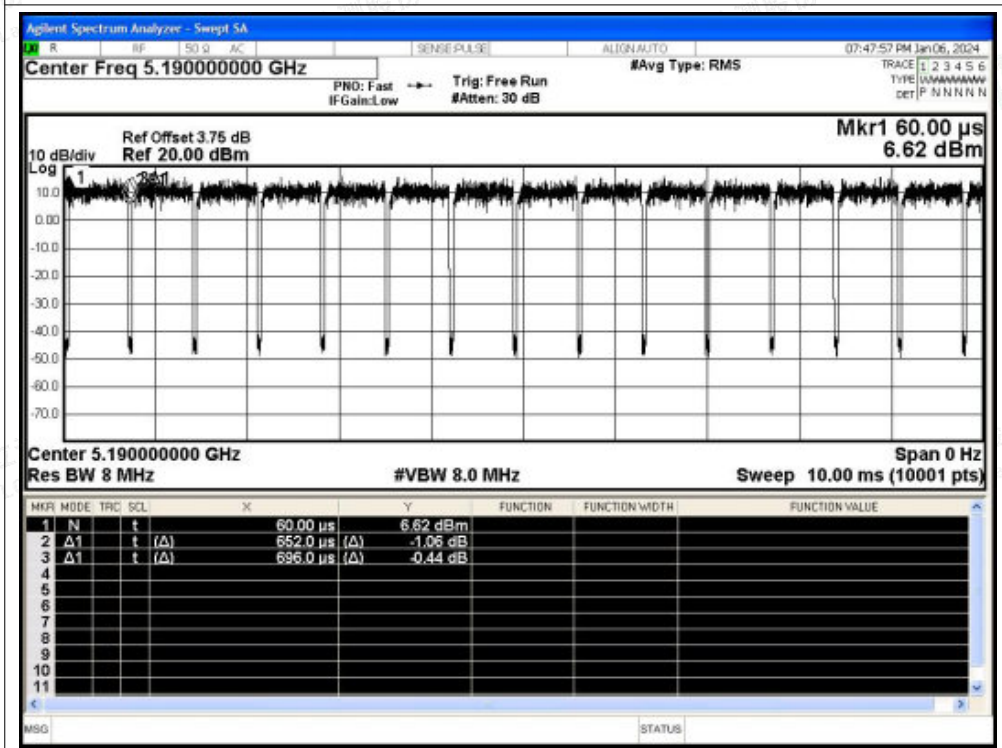 Agilent Spectrum Analyzer - Swept SA
R RF 50 Ω AC SENSE:PULSE ALIGN AUTO 07:47:57 PM Jan 06, 2024
Center Freq 5.190000000 GHz #Avg Type: RMS TRACE 1 2 3 4 5 6
PNO: Fast Trig: Free Run TYPE
IFGain:Low #Atten: 30 dB DET P N N N N N
Mkr1 60.00 µs
Ref Offset 3.75 dB
10 dB/div Ref 20.00 dBm 6.62 dBm
Log
1
10.0
0.00
-10.0
-20.0
-30.0
-40.0
-50.0
-60.0
-70.0
Center 5.190000000 GHz Span 0 Hz
Res BW 8 MHz #VBW 8.0 MHz Sweep 10.00 ms (10001 pts)
MKR MODE TRC SCL X Y FUNCTION FUNCTION WIDTH FUNCTION VALUE
1 N t 60.00 µs 6.62 dBm
2 Δ1 t (Δ) 652.0 µs (Δ) -1.06 dB
3 Δ1 t (Δ) 696.0 µs (Δ) -0.44 dB
4
5
6
7
8
9
10
11
MSG STATUS